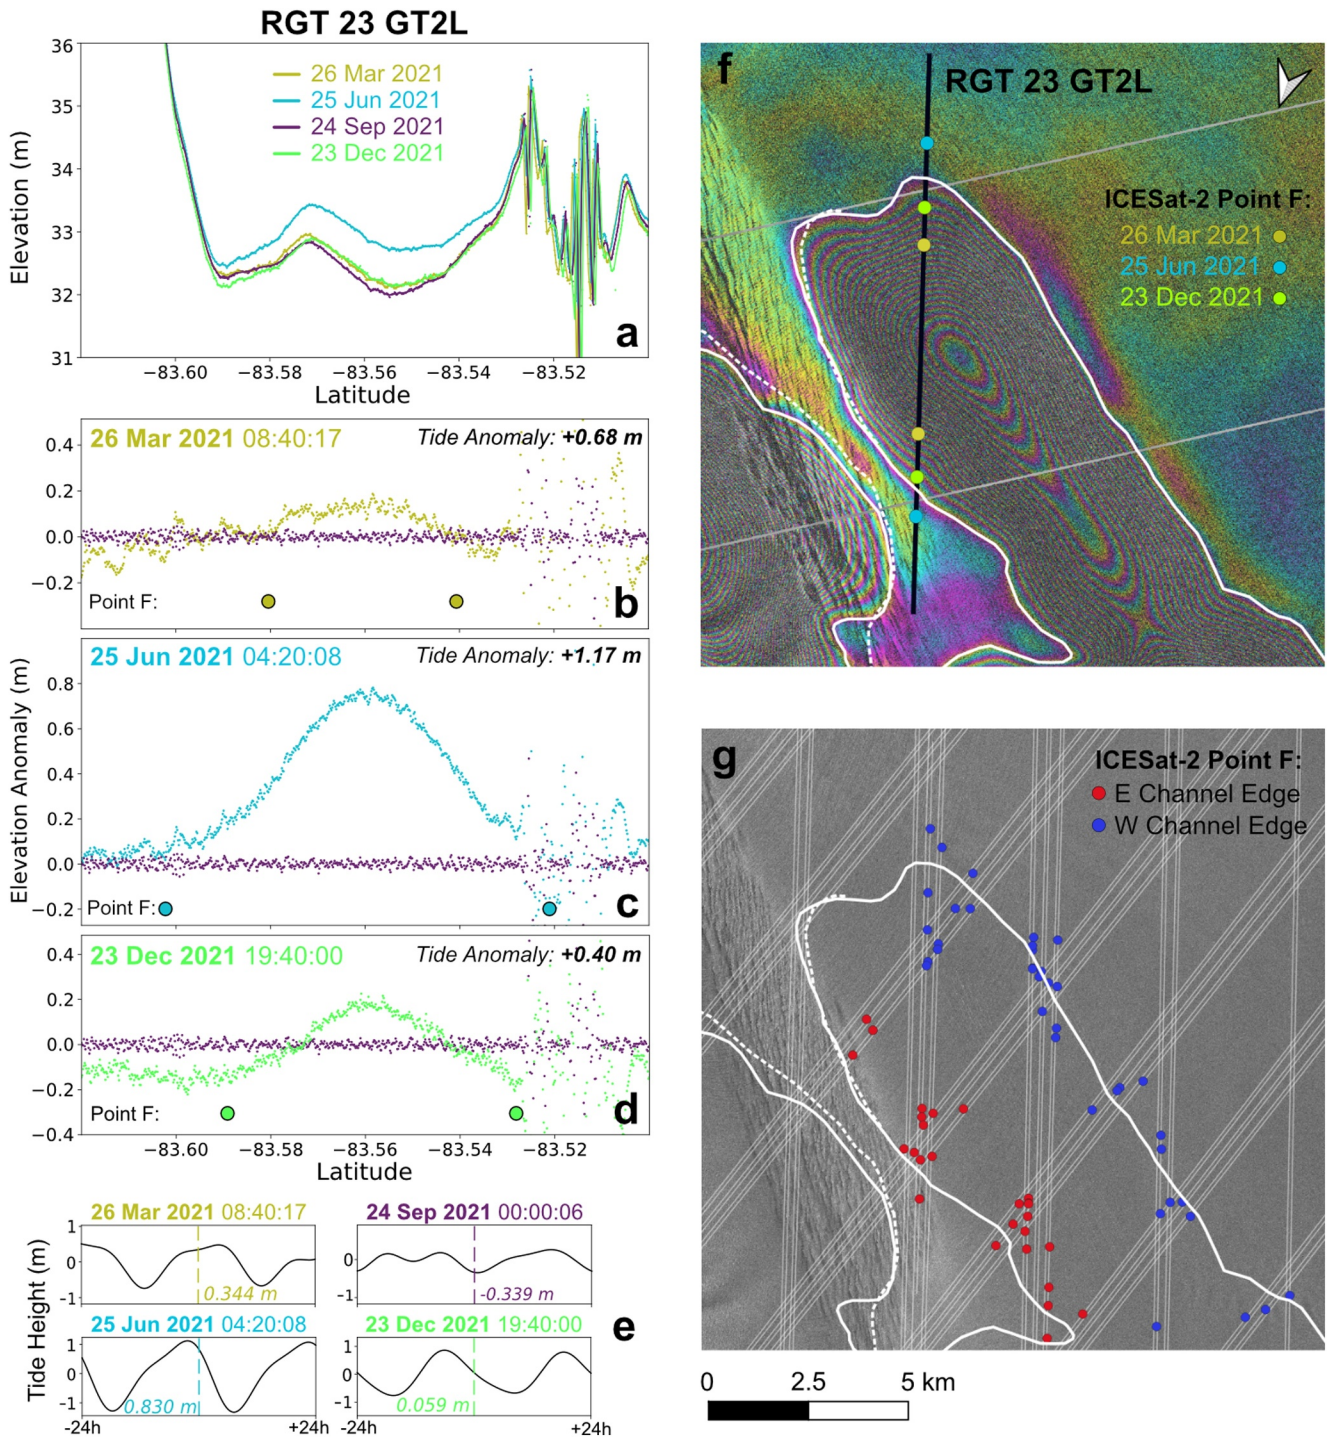 RGT 23 GT2L
36
35
34
33
32
31
Elevation (m)
26 Mar 2021
25 Jun 2021
24 Sep 2021
23 Dec 2021
a
−83.60 −83.58 −83.56 −83.54 −83.52
Latitude
Elevation Anomaly (m)
26 Mar 2021 08:40:17 Tide Anomaly: +0.68 m
0.4
0.2
0.0
−0.2
Point F:
b
25 Jun 2021 04:20:08 Tide Anomaly: +1.17 m
0.8
0.6
0.4
0.2
0.0
−0.2
Point F:
c
23 Dec 2021 19:40:00 Tide Anomaly: +0.40 m
0.4
0.2
0.0
−0.2
−0.4
Point F:
d
−83.60 −83.58 −83.56 −83.54 −83.52
Latitude
Tide Height (m)
26 Mar 2021 08:40:17
1
0
-1
0.344 m
24 Sep 2021 00:00:06
0
-1
-0.339 m
e
25 Jun 2021 04:20:08
1
0
-1
0.830 m
-24h +24h
23 Dec 2021 19:40:00
1
0
-1
0.059 m
-24h +24h
f
RGT 23 GT2L
ICESat-2 Point F:
26 Mar 2021
25 Jun 2021
23 Dec 2021
g
ICESat-2 Point F:
E Channel Edge
W Channel Edge
0 2.5 5 km